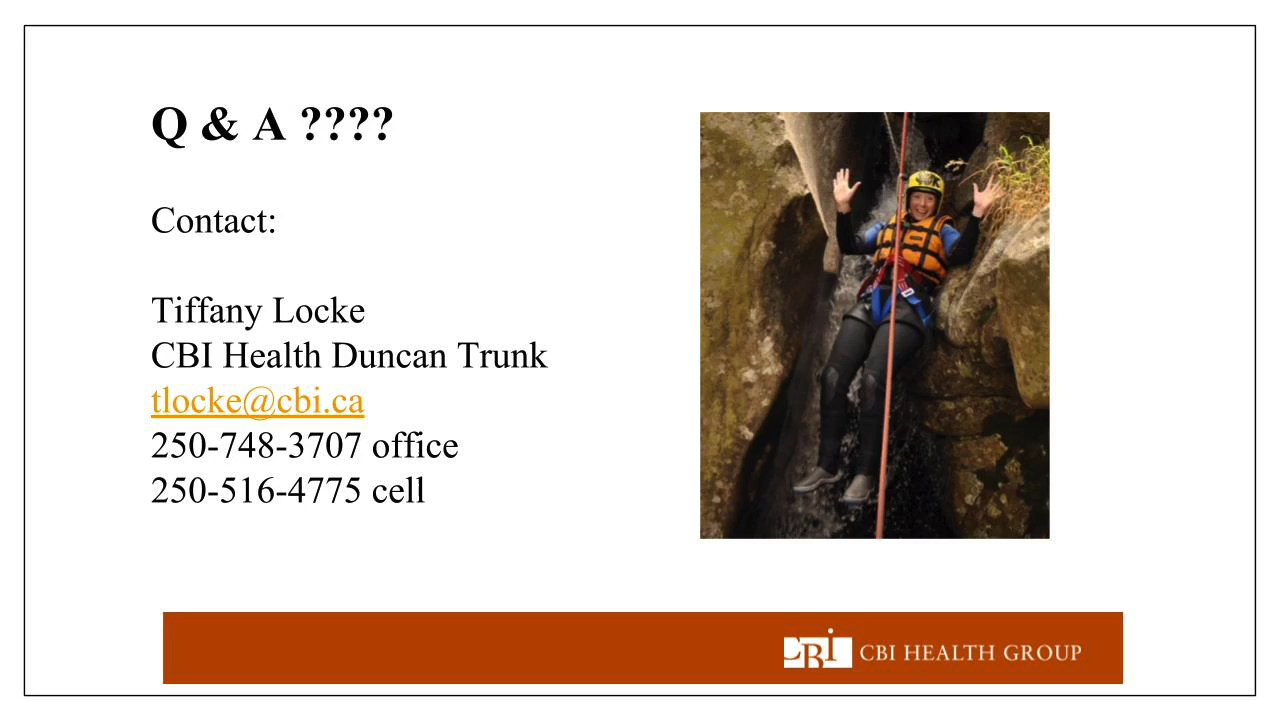 Q & A ????
Contact:
Tiffany Locke
CBI Health Duncan Trunk
tlocke@cbi.ca
250-748-3707 office
250-516-4775 cell
CBI CBI HEALTH GROUP